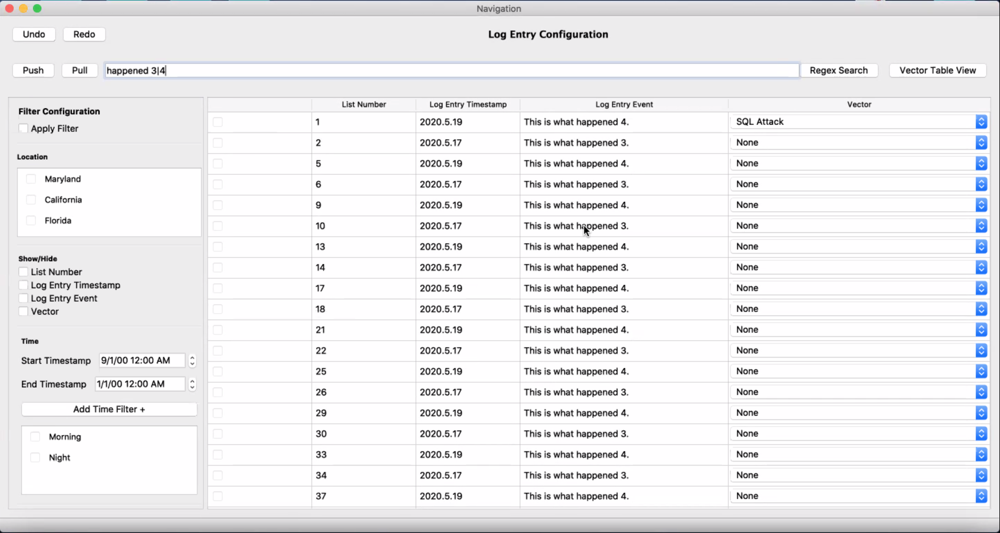 Navigation
Undo Redo Log Entry Configuration
Push Pull happened 3|4 Regex Search Vector Table View
Filter Configuration
Apply Filter
Location
Maryland
California
Florida
Show/Hide
List Number
Log Entry Timestamp
Log Entry Event
Vector
Time
Start Timestamp 9/1/00 12:00 AM
End Timestamp 1/1/00 12:00 AM
Add Time Filter +
Morning
Night
List Number Log Entry Timestamp Log Entry Event Vector
1 2020.5.19 This is what happened 4. SQL Attack
2 2020.5.17 This is what happened 3. None
5 2020.5.19 This is what happened 4. None
6 2020.5.17 This is what happened 3. None
9 2020.5.19 This is what happened 4. None
10 2020.5.17 This is what happened 3. None
13 2020.5.19 This is what happened 4. None
14 2020.5.17 This is what happened 3. None
17 2020.5.19 This is what happened 4. None
18 2020.5.17 This is what happened 3. None
21 2020.5.19 This is what happened 4. None
22 2020.5.17 This is what happened 3. None
25 2020.5.19 This is what happened 4. None
26 2020.5.17 This is what happened 3. None
29 2020.5.19 This is what happened 4. None
30 2020.5.17 This is what happened 3. None
33 2020.5.19 This is what happened 4. None
34 2020.5.17 This is what happened 3. None
37 2020.5.19 This is what happened 4. None